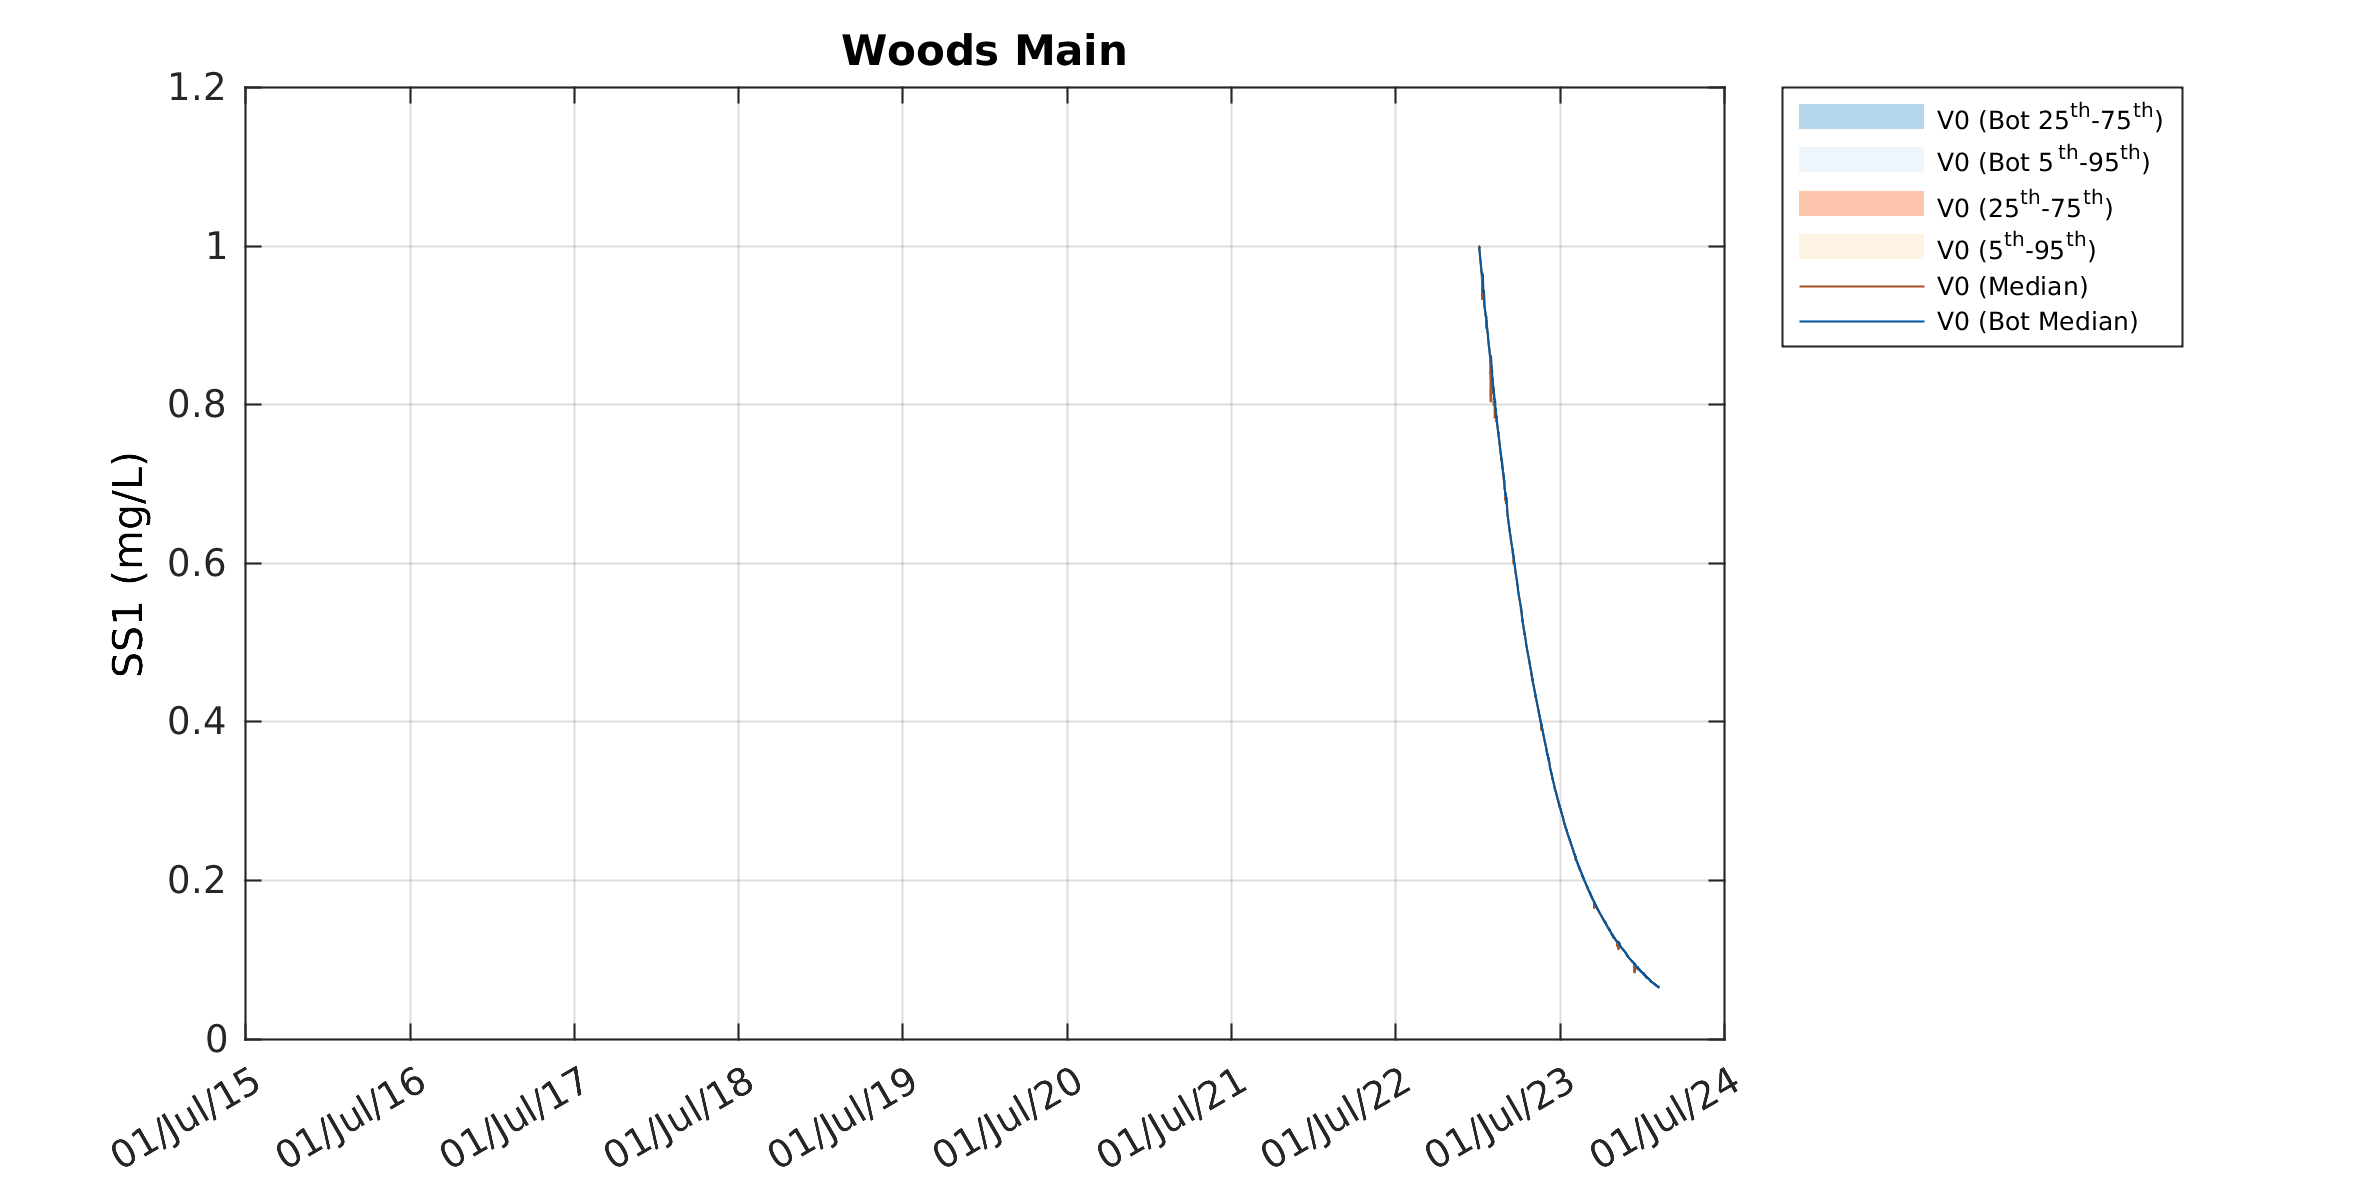 Woods Main
1.2
1
0.8
0.6
0.4
0.2
0
SS1 (mg/L)
01/Jul/15
01/Jul/16
01/Jul/17
01/Jul/18
01/Jul/19
01/Jul/20
01/Jul/21
01/Jul/22
01/Jul/23
01/Jul/24
V0 (Bot 25th-75th)
V0 (Bot 5th-95th)
V0 (25th-75th)
V0 (5th-95th)
V0 (Median)
V0 (Bot Median)